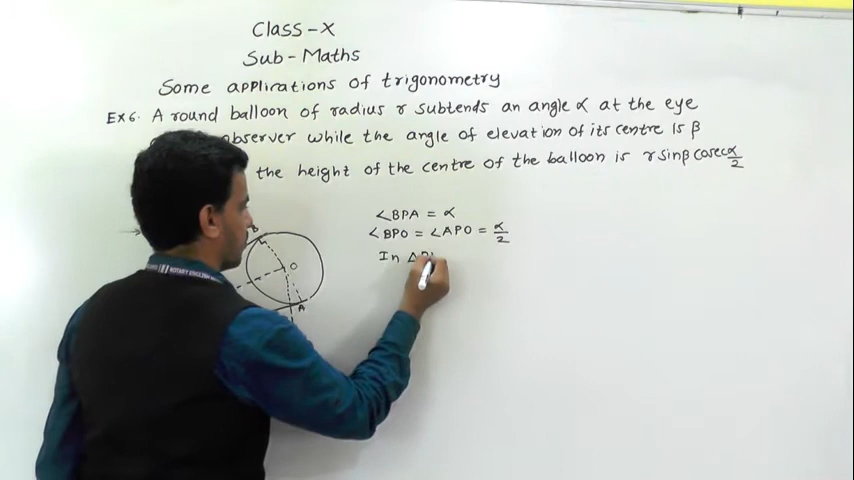 Class-X
Sub-Maths
Some applications of trigonometry
Ex6. A round balloon of radius r subtends an angle α at the eye
observer while the angle of elevation of its centre is β
the height of the centre of the balloon is r sinβ cosec α/2
∠BPA = α
∠BPO = ∠APO = α/2
In Δ
B
O
A
ROTARY ENGLISH